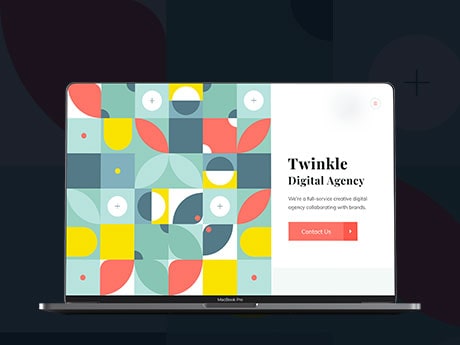 Twinkle
Digital Agency
We're a full-service creative digital
agency collaborating with brands.
Contact Us
MacBook Pro